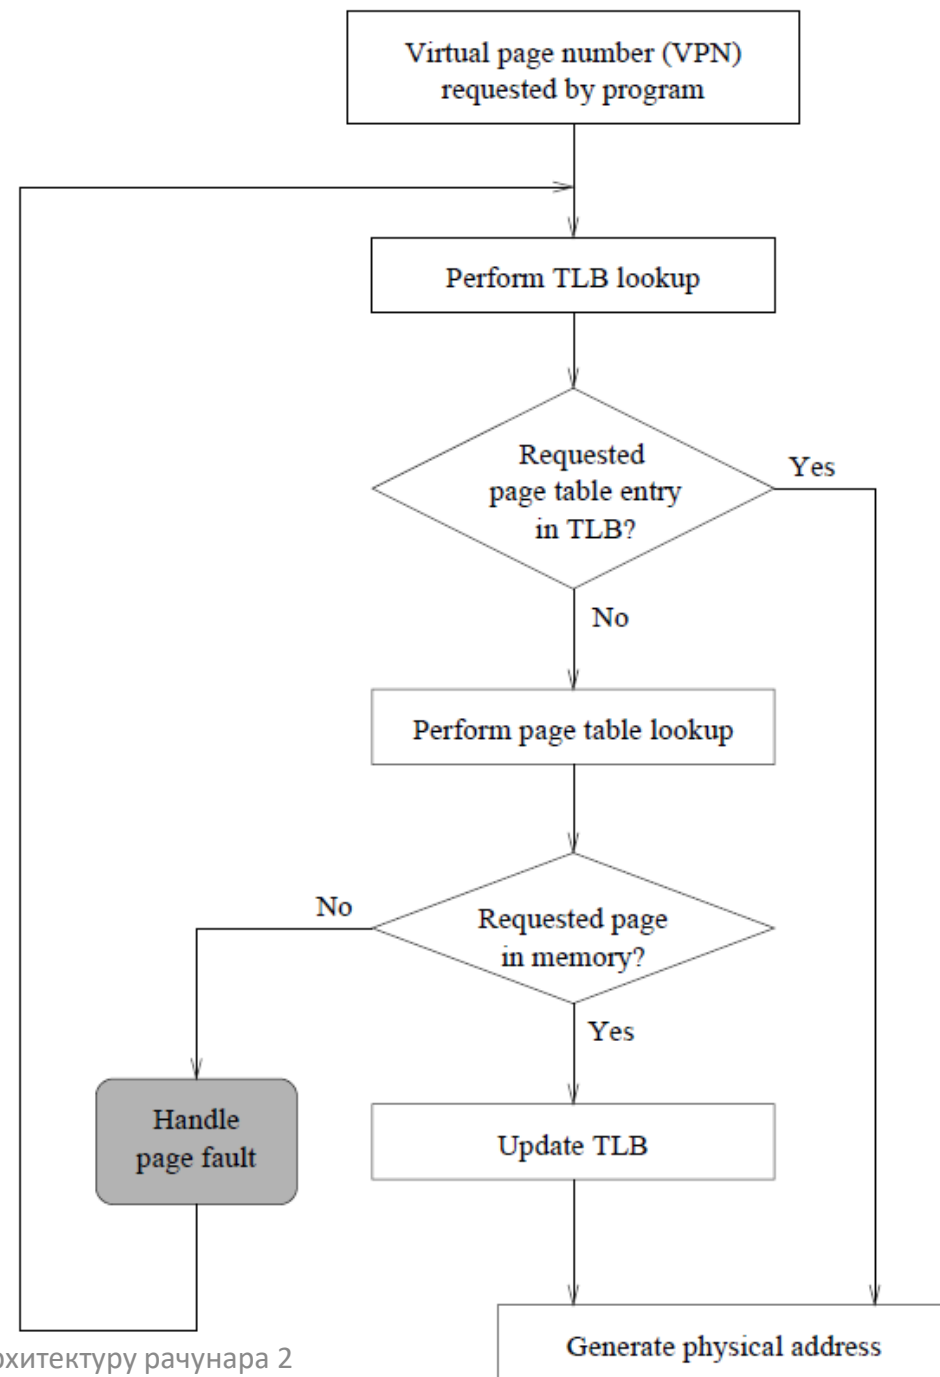 Virtual page number (VPN)
requested by program
Perform TLB lookup
Requested
page table entry
in TLB?
Yes
No
Perform page table lookup
No
Requested page
in memory?
Yes
Handle
page fault
Update TLB
Generate physical address
рачунара 2